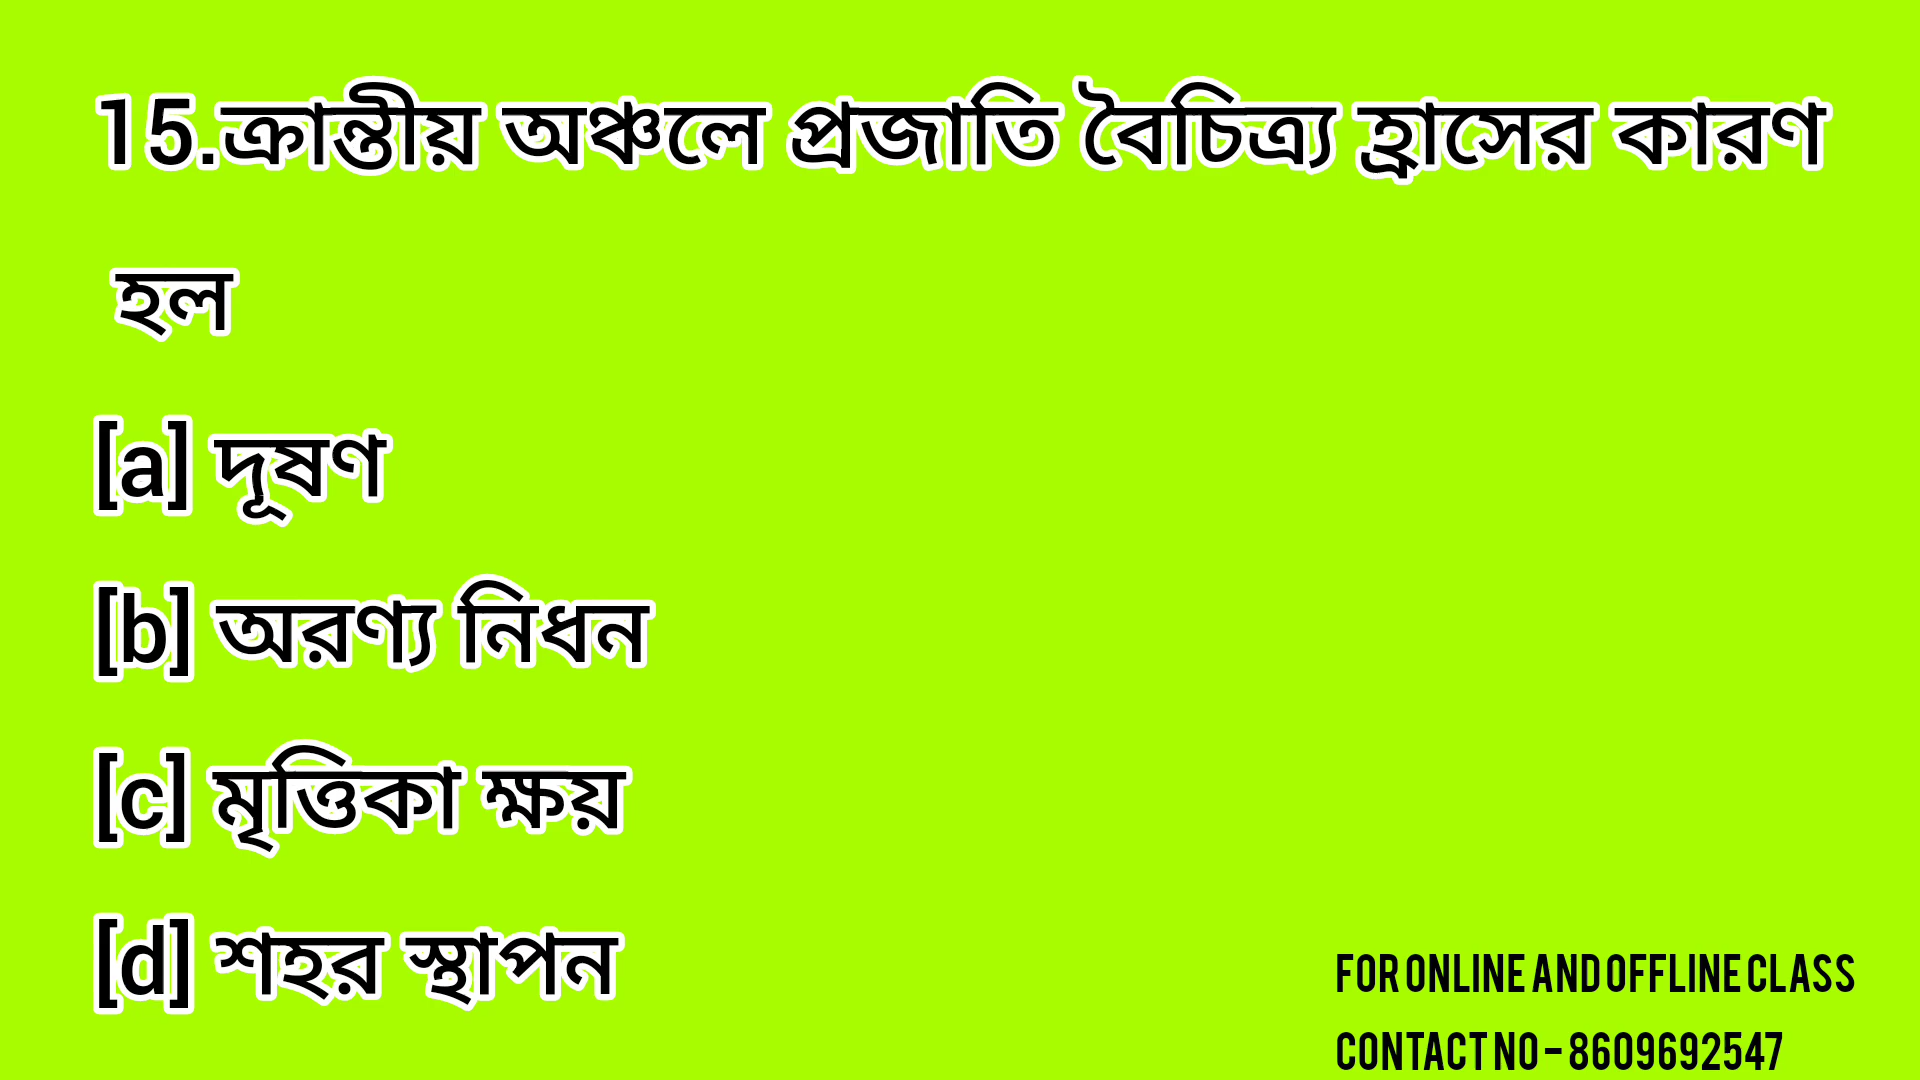 15.ক্রান্তীয় অঞ্চলে প্রজাতি বৈচিত্র্য হ্রাসের কারণ
হল
[a] দূষণ
[b] অরণ্য নিধন
[c] মৃত্তিকা ক্ষয়
[d] শহর স্থাপন
FOR ONLINE AND OFFLINE CLASS
CONTACT NO - 8609692547